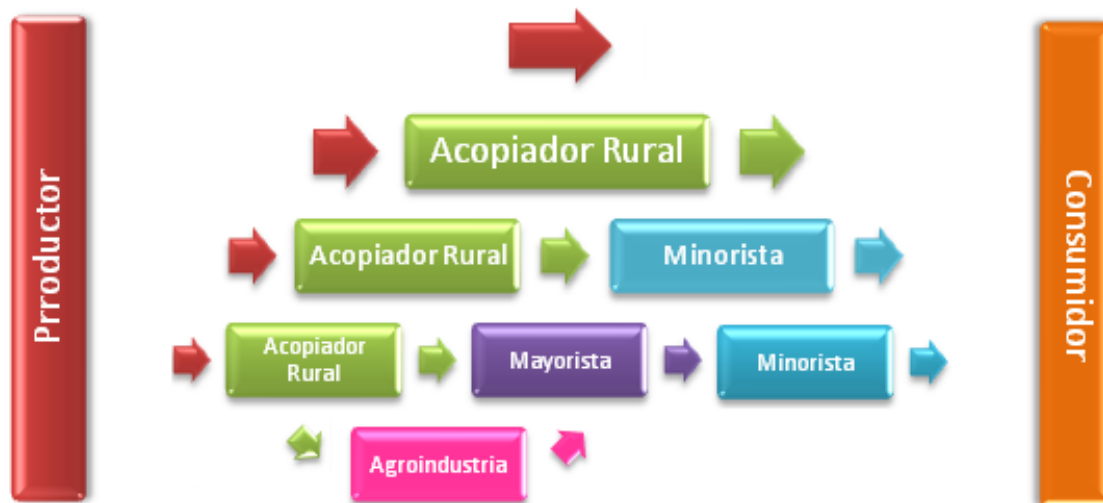 Prroductor
Acopiador Rural
Acopiador Rural
Minorista
Acopiador
Rural
Mayorista
Minorista
Agroindustria
Consumidor